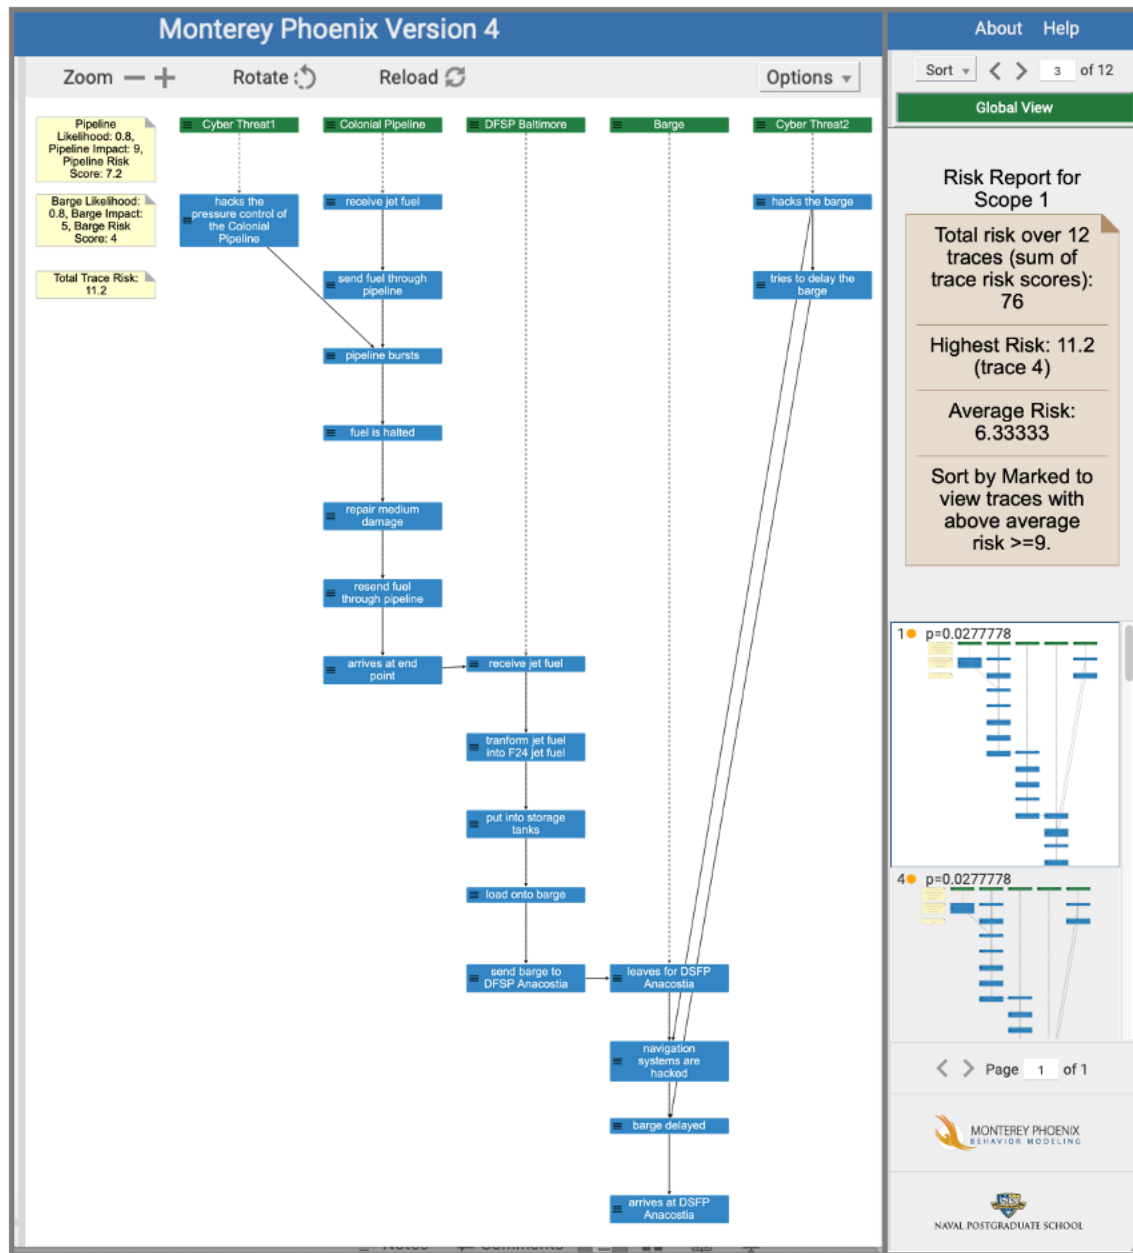 Monterey Phoenix Version 4
About Help
Zoom
Rotate
Reload
Options
Sort
3 of 12
Global View
Pipeline
Likelihood: 0.8,
Pipeline Impact: 9,
Pipeline Risk
Score: 7.2
Barge Likelihood:
0.8, Barge Impact:
5, Barge Risk
Score: 4
Total Trace Risk:
11.2
Cyber Threat1
hacks the
pressure control of
the Colonial
Pipeline
Colonial Pipeline
receive jet fuel
send fuel through
pipeline
pipeline bursts
fuel is halted
repair medium
damage
resend fuel
through pipeline
arrives at end
point
DFSP Baltimore
receive jet fuel
tranform jet fuel
into F24 jet fuel
put into storage
tanks
load onto barge
send barge to
DFSP Anacostia
Barge
leaves for DSFP
Anacostia
navigation
systems are
hacked
barge delayed
arrives at DSFP
Anacostia
Cyber Threat2
hacks the barge
tries to delay the
barge
Risk Report for
Scope 1
Total risk over 12
traces (sum of
trace risk scores):
76
Highest Risk: 11.2
(trace 4)
Average Risk:
6.33333
Sort by Marked to
view traces with
above average
risk >=9.
1 p=0.0277778
4 p=0.0277778
Page 1 of 1
MONTEREY PHOENIX
BEHAVIOR MODELING
NAVAL POSTGRADUATE SCHOOL